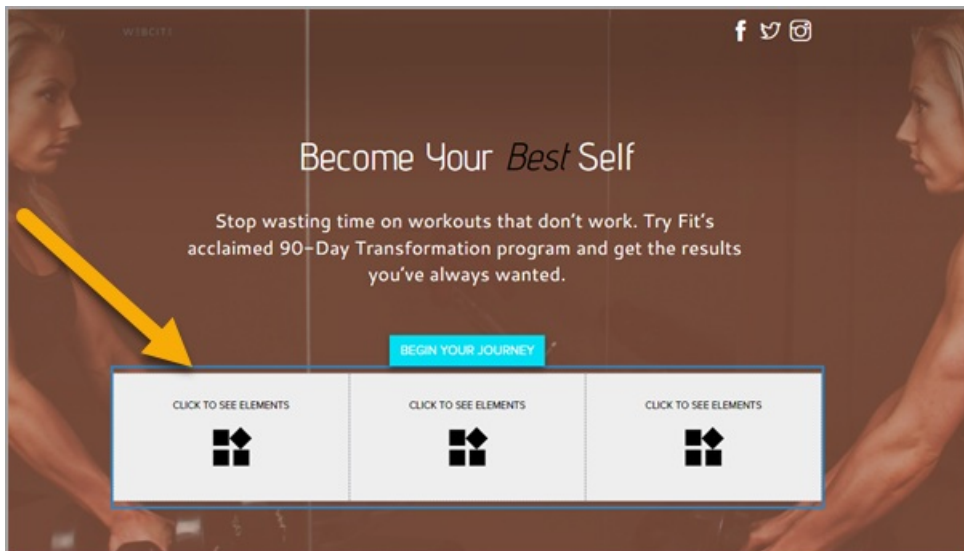 WIBCITI
Become Your Best Self
Stop wasting time on workouts that don't work. Try Fit's
acclaimed 90-Day Transformation program and get the results
you've always wanted.
BEGIN YOUR JOURNEY
CLICK TO SEE ELEMENTS
CLICK TO SEE ELEMENTS
CLICK TO SEE ELEMENTS